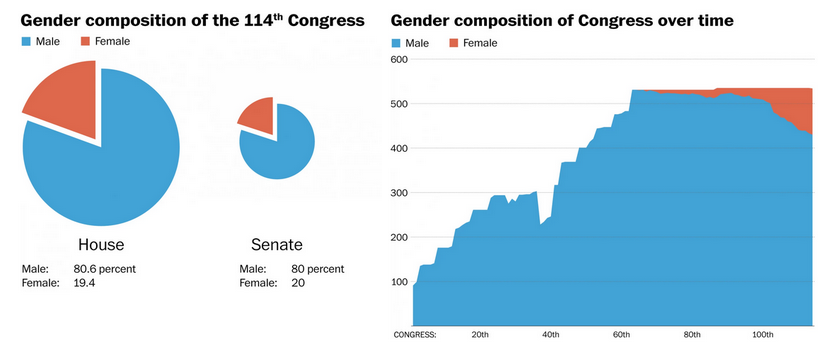 Gender composition of the 114th Congress
Male Female
House
Male: 80.6 percent
Female: 19.4
Senate
Male: 80 percent
Female: 20
Gender composition of Congress over time
Male Female
600
500
400
300
200
100
CONGRESS: 20th 40th 60th 80th 100th